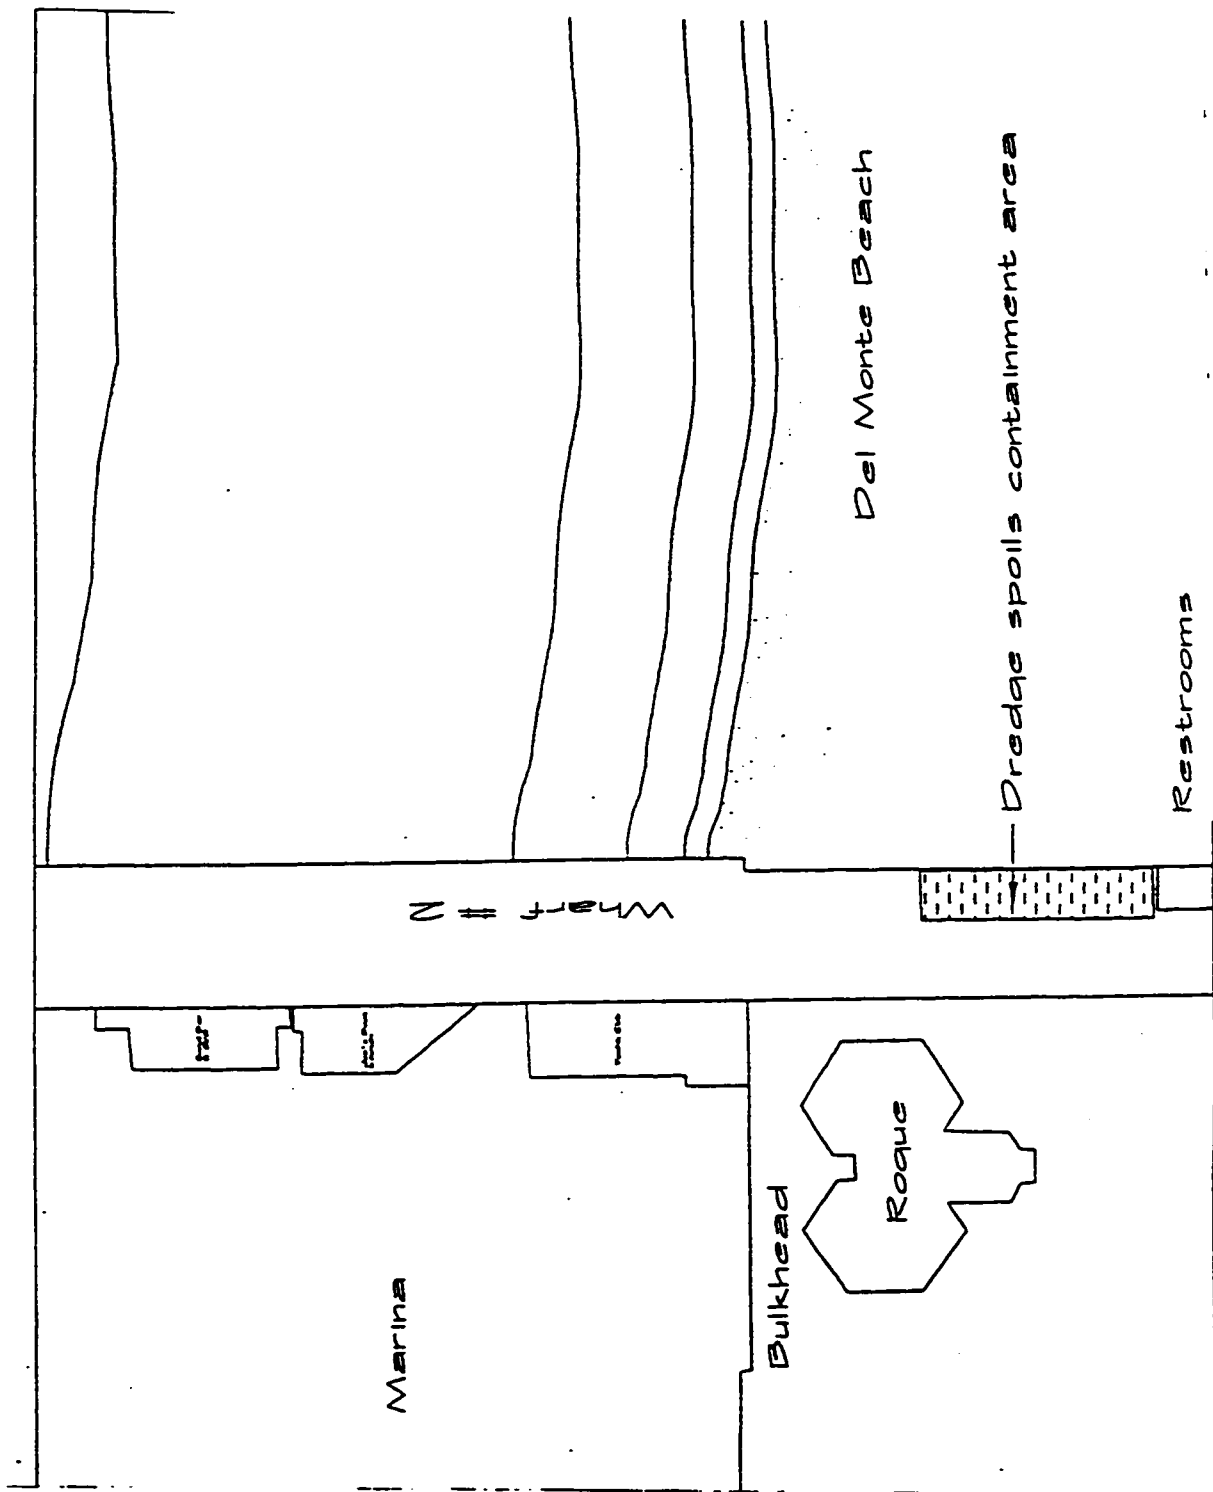 Del Monte Beach
Dredge spoils containment area
Restrooms
Wharf # 2
Marina
Bulkhead
Roque